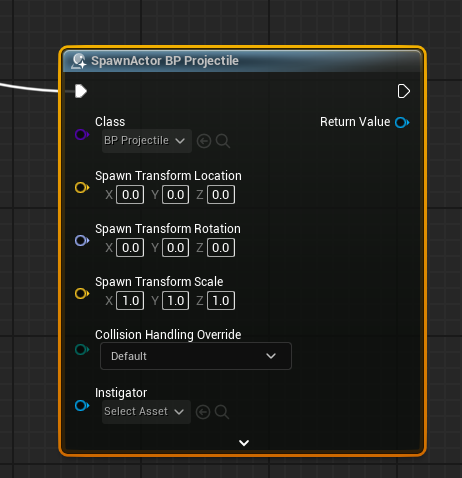 SpawnActor BP Projectile
Class
Return Value
BP Projectile
Spawn Transform Location
X 0.0 Y 0.0 Z 0.0
Spawn Transform Rotation
X 0.0 Y 0.0 Z 0.0
Spawn Transform Scale
X 1.0 Y 1.0 Z 1.0
Collision Handling Override
Default
Instigator
Select Asset